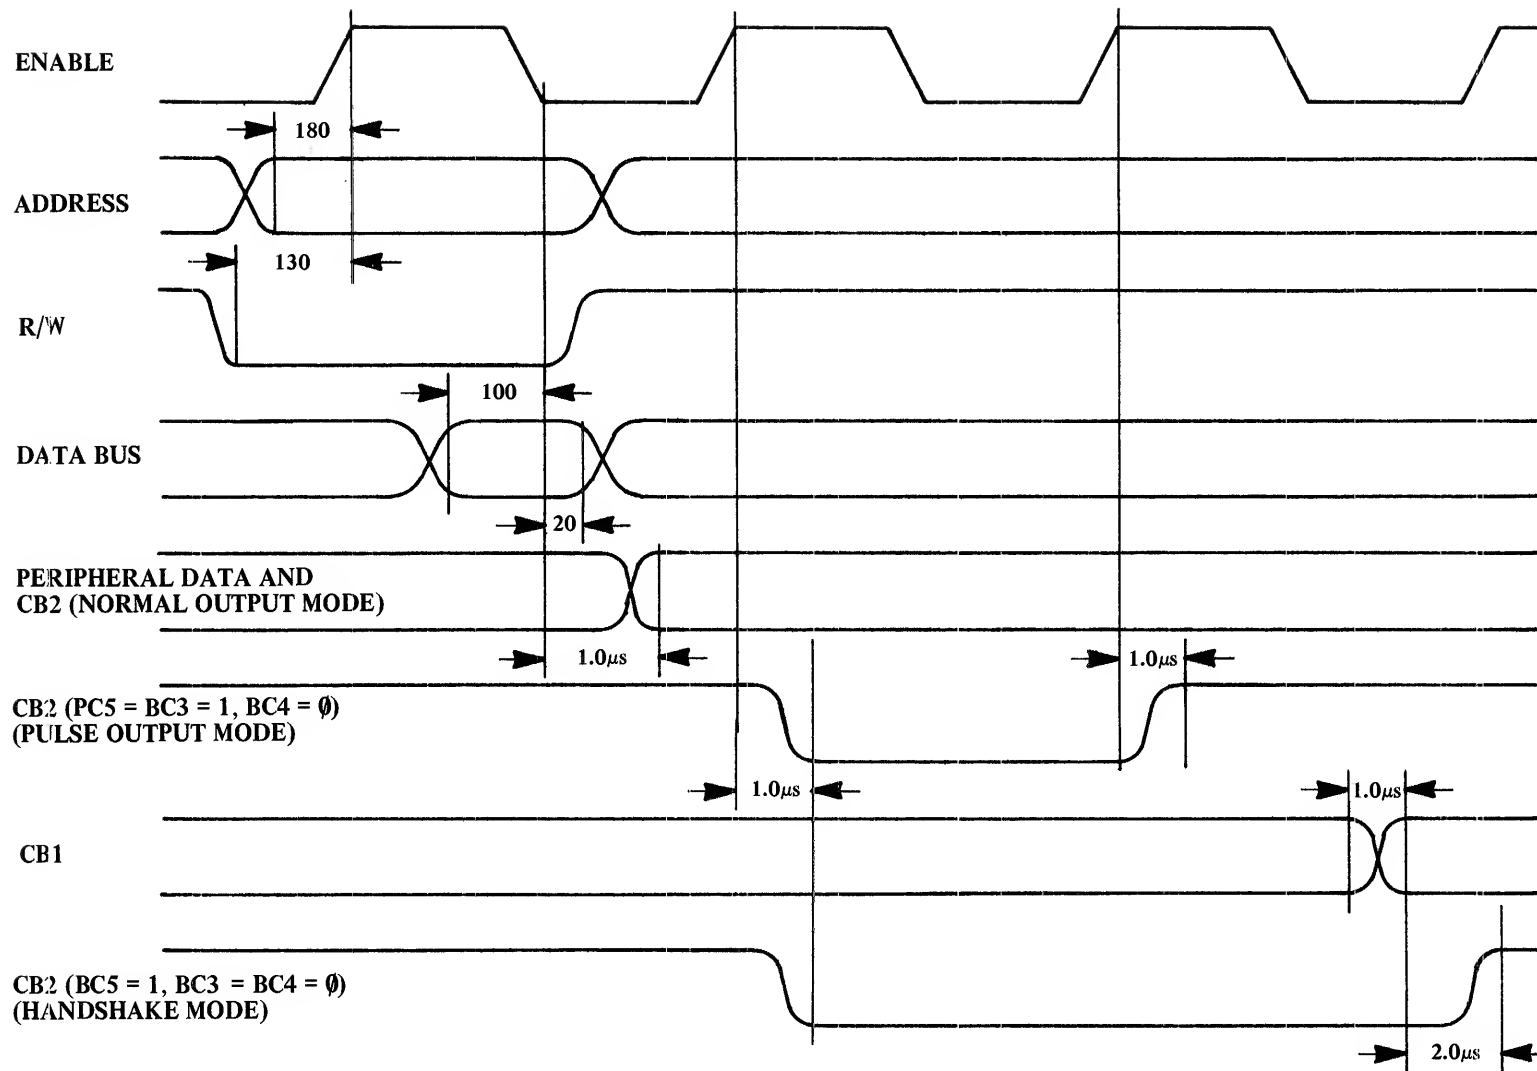 ENABLE
180
ADDRESS
130
R/W
100
DATA BUS
20
PERIPHERAL DATA AND
CB2 (NORMAL OUTPUT MODE)
1.0μs
1.0μs
CB2 (PC5 = BC3 = 1, BC4 = 0̸)
(PULSE OUTPUT MODE)
1.0μs
1.0μs
CB1
CB2 (BC5 = 1, BC3 = BC4 = 0̸)
(HANDSHAKE MODE)
2.0μs